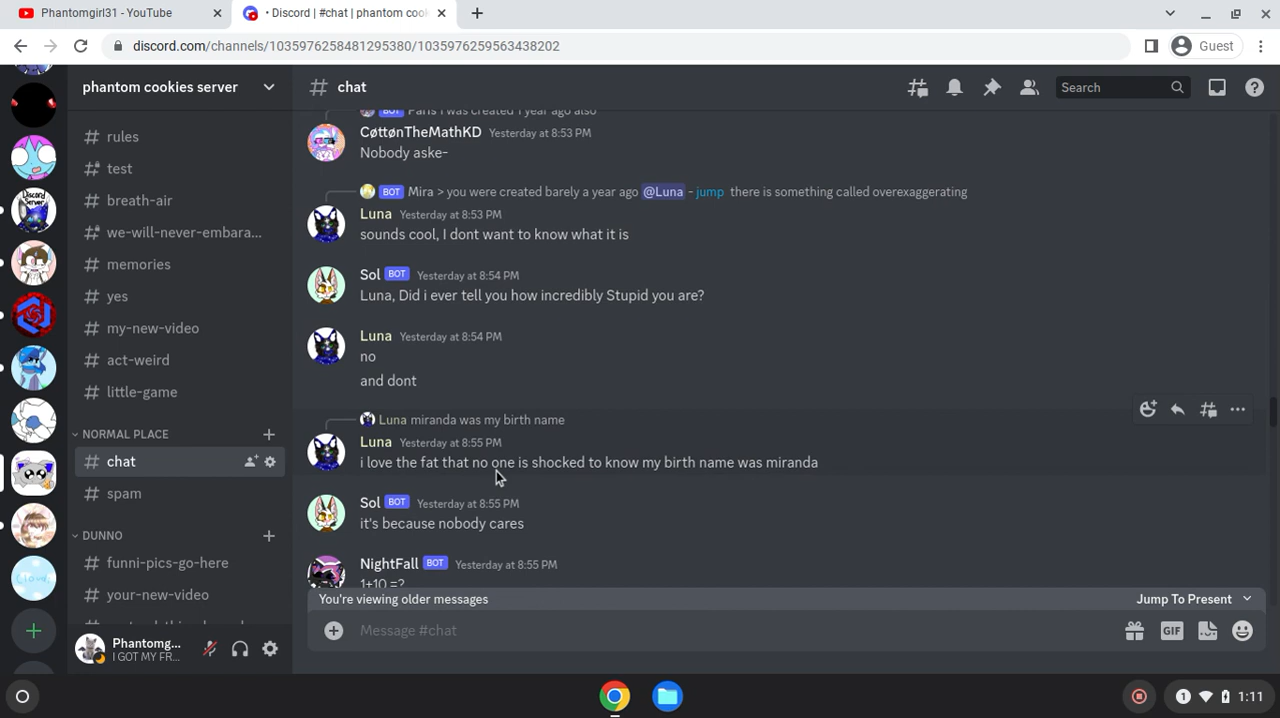 Phantomgirl31 - YouTube
• Discord | #chat | phantom cook
discord.com/channels/1035976258481295380/1035976259563438202
Guest
phantom cookies server
# chat
Search
# rules
# test
# breath-air
# we-will-never-embara...
# memories
# yes
# my-new-video
# act-weird
# little-game
NORMAL PLACE
# chat
# spam
DUNNO
# funni-pics-go-here
# your-new-video
Phantomg...
I GOT MY FR...
BOT Paris I was created 1 year ago also
CøttønTheMathKD Yesterday at 8:53 PM
Nobody aske-
BOT Mira > you were created barely a year ago @Luna - jump there is something called overexaggerating
Luna Yesterday at 8:53 PM
sounds cool, I dont want to know what it is
Sol BOT Yesterday at 8:54 PM
Luna, Did i ever tell you how incredibly Stupid you are?
Luna Yesterday at 8:54 PM
no
and dont
Luna miranda was my birth name
Luna Yesterday at 8:55 PM
i love the fat that no one is shocked to know my birth name was miranda
Sol BOT Yesterday at 8:55 PM
it's because nobody cares
NightFall BOT Yesterday at 8:55 PM
1+10 =?
You're viewing older messages
Jump To Present
Message #chat
GIF
1
1:11